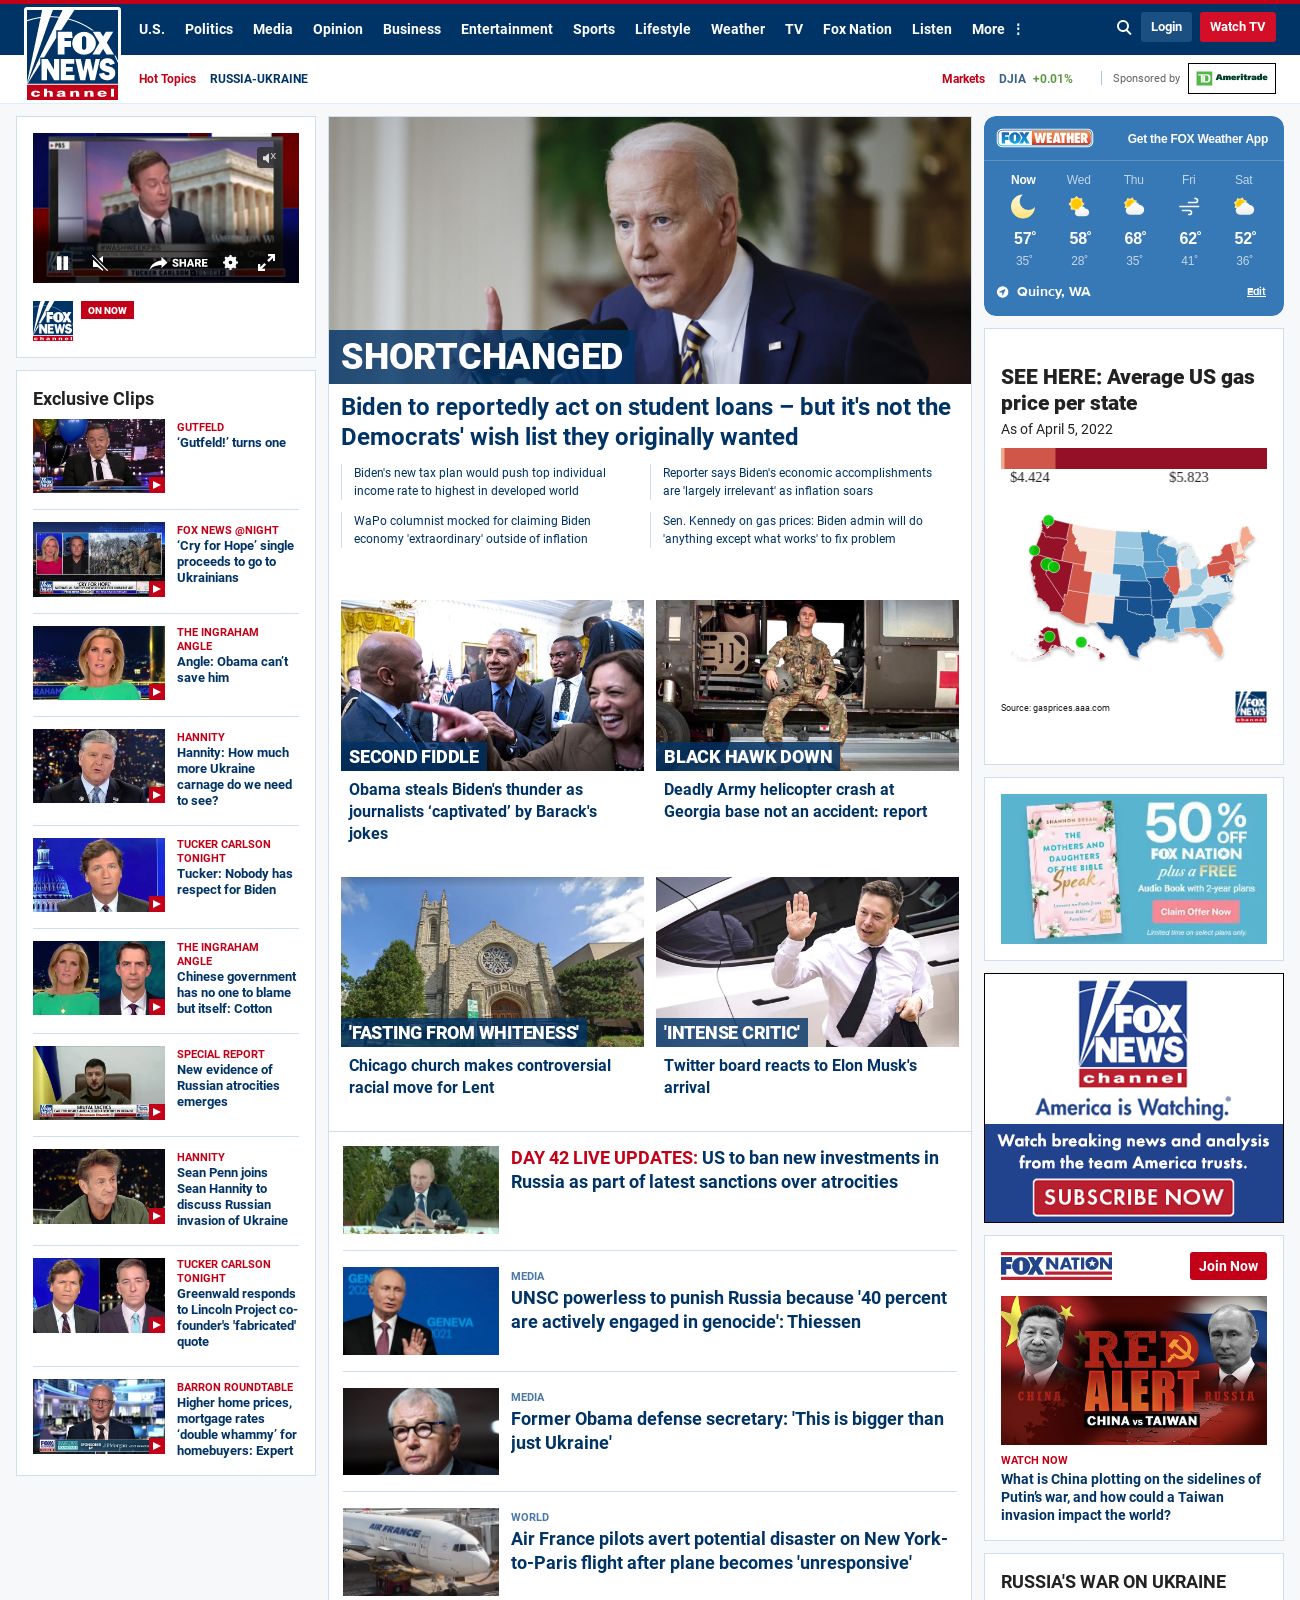 FOX
NEWS
channel
U.S. Politics Media Opinion Business Entertainment Sports Lifestyle Weather TV Fox Nation Listen More
Login
Watch TV
Hot Topics RUSSIA-UKRAINE
Markets DJIA +0.01%
Sponsored by
TD Ameritrade
PBS
#WASHWEEKPBS
TUCKER CARLSON TONIGHT
SHARE
FOX
NEWS
channel
ON NOW
Exclusive Clips
GUTFELD
‘Gutfeld!’ turns one
FOX NEWS @NIGHT
‘Cry for Hope’ single
proceeds to go to
Ukrainians
'CRY FOR HOPE'
THE INGRAHAM
ANGLE
Angle: Obama can’t
save him
HANNITY
Hannity: How much
more Ukraine
carnage do we need
to see?
TUCKER CARLSON
TONIGHT
Tucker: Nobody has
respect for Biden
THE INGRAHAM
ANGLE
Chinese government
has no one to blame
but itself: Cotton
SPECIAL REPORT
New evidence of
Russian atrocities
emerges
BRUTAL TACTICS
HANNITY
Sean Penn joins
Sean Hannity to
discuss Russian
invasion of Ukraine
TUCKER CARLSON
TONIGHT
Greenwald responds
to Lincoln Project co-
founder's 'fabricated'
quote
BARRON ROUNDTABLE
Higher home prices,
mortgage rates
‘double whammy’ for
homebuyers: Expert
SHORTCHANGED
Biden to reportedly act on student loans – but it's not the
Democrats' wish list they originally wanted
Biden's new tax plan would push top individual
income rate to highest in developed world
Reporter says Biden's economic accomplishments
are 'largely irrelevant' as inflation soars
WaPo columnist mocked for claiming Biden
economy 'extraordinary' outside of inflation
Sen. Kennedy on gas prices: Biden admin will do
'anything except what works' to fix problem
SECOND FIDDLE
Obama steals Biden's thunder as
journalists ‘captivated’ by Barack's
jokes
BLACK HAWK DOWN
Deadly Army helicopter crash at
Georgia base not an accident: report
'FASTING FROM WHITENESS'
Chicago church makes controversial
racial move for Lent
'INTENSE CRITIC'
Twitter board reacts to Elon Musk's
arrival
DAY 42 LIVE UPDATES: US to ban new investments in
Russia as part of latest sanctions over atrocities
GENEVA
2021
MEDIA
UNSC powerless to punish Russia because '40 percent
are actively engaged in genocide': Thiessen
MEDIA
Former Obama defense secretary: 'This is bigger than
just Ukraine'
AIR FRANCE
WORLD
Air France pilots avert potential disaster on New York-
to-Paris flight after plane becomes 'unresponsive'
FOX WEATHER
Get the FOX Weather App
Now Wed Thu Fri Sat
57° 58° 68° 62° 52°
35° 28° 35° 41° 36°
Quincy, WA
Edit
SEE HERE: Average US gas
price per state
As of April 5, 2022
$4.424 $5.823
Source: gasprices.aaa.com
FOX
NEWS
channel
SHANNON BREAM
THE
MOTHERS AND
DAUGHTERS
OF THE BIBLE
Speak
50% OFF
FOX NATION
plus a FREE
Audio Book with 2-year plans
Claim Offer Now
Limited time on select plans only.
FOX
NEWS
channel
America is Watching.
Watch breaking news and analysis
from the team America trusts.
SUBSCRIBE NOW
FOX NATION
Join Now
RED
ALERT
CHINA RUSSIA
CHINA vs TAIWAN
WATCH NOW
What is China plotting on the sidelines of
Putin’s war, and how could a Taiwan
invasion impact the world?
RUSSIA'S WAR ON UKRAINE